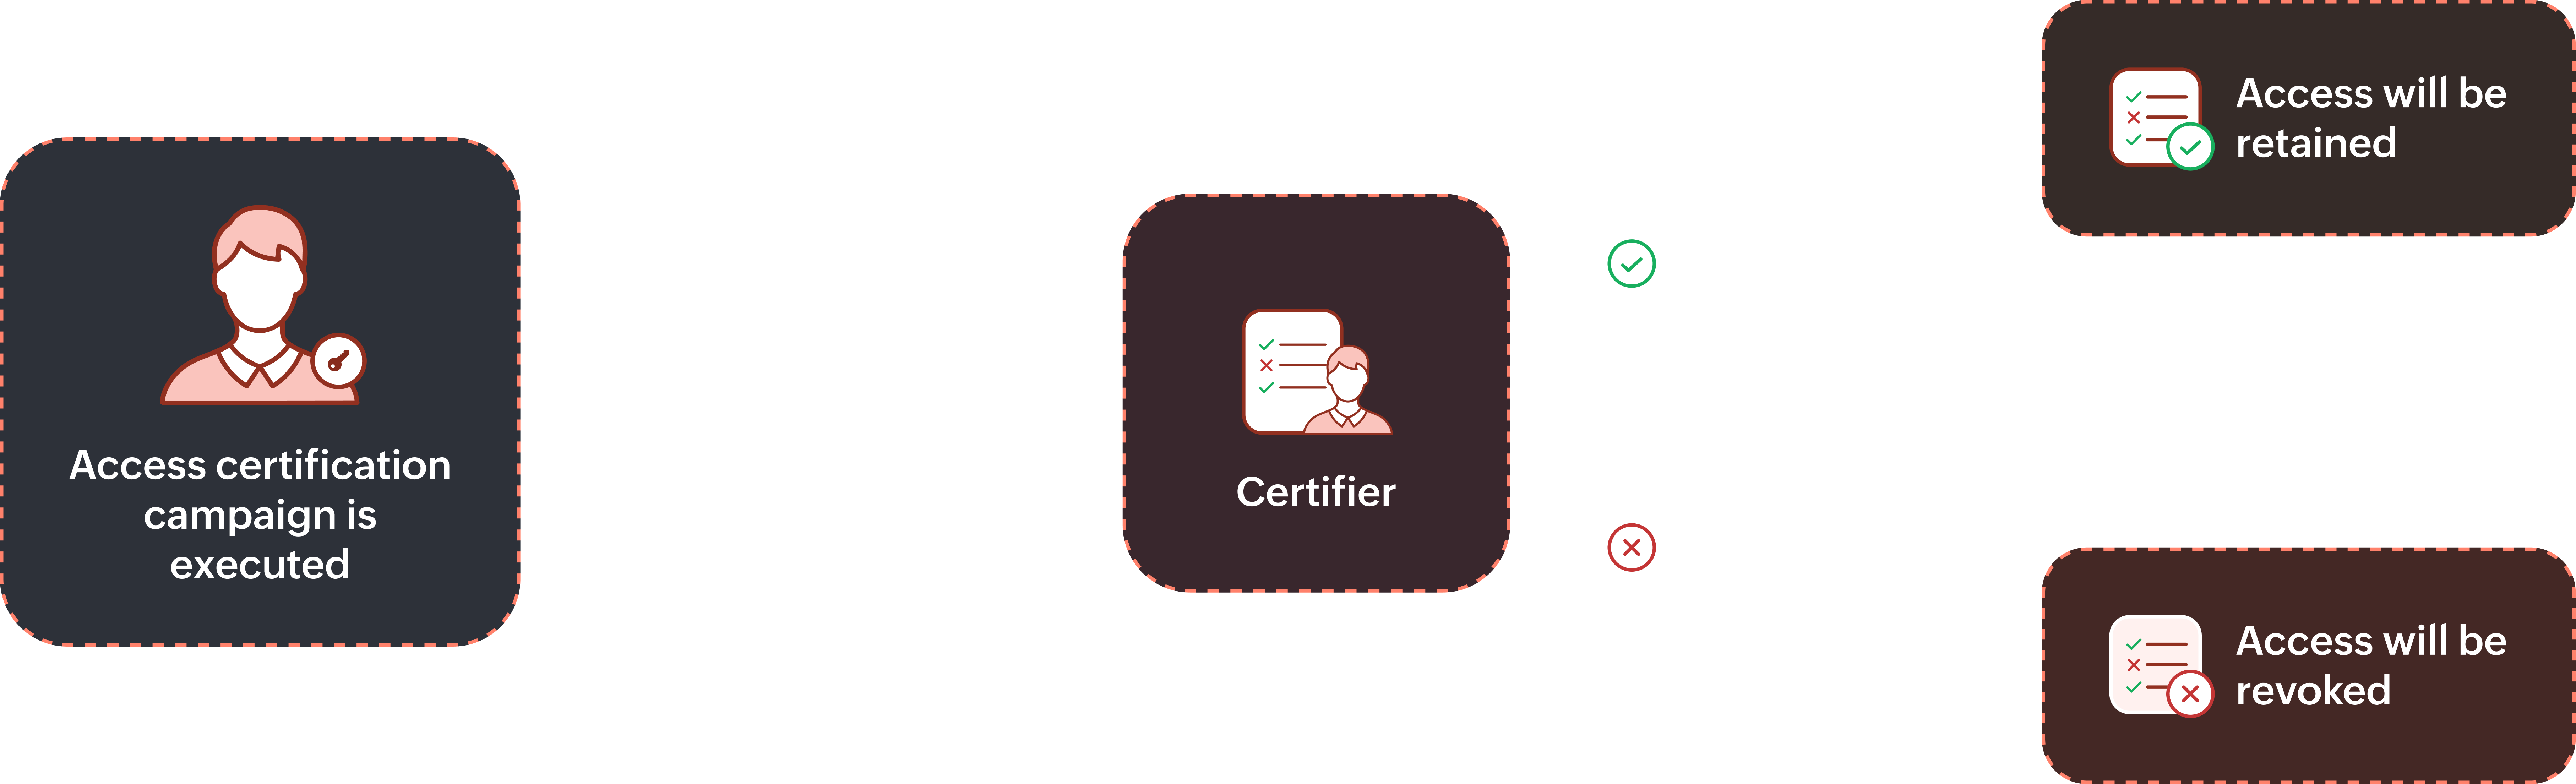 Access certification
campaign is
executed
Certifier
Access will be
retained
Access will be
revoked